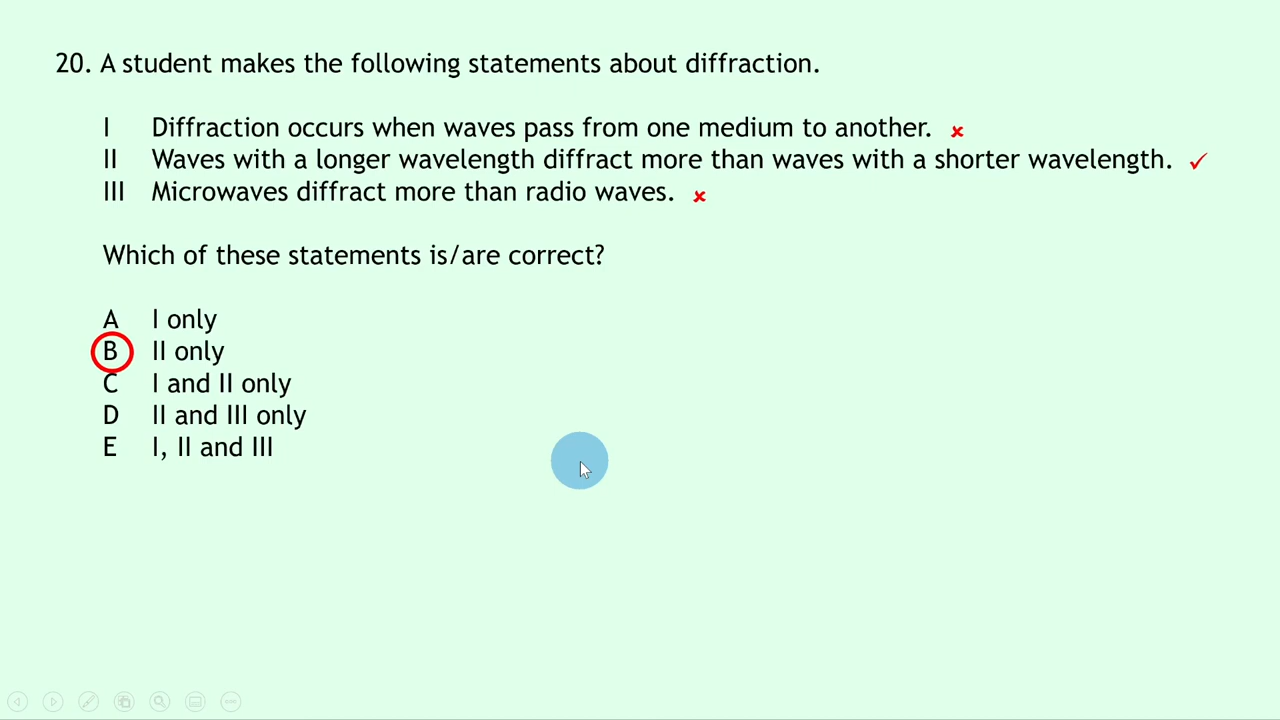 20. A student makes the following statements about diffraction.
I Diffraction occurs when waves pass from one medium to another. ✗
II Waves with a longer wavelength diffract more than waves with a shorter wavelength. ✓
III Microwaves diffract more than radio waves. ✗
Which of these statements is/are correct?
A I only
B II only
C I and II only
D II and III only
E I, II and III